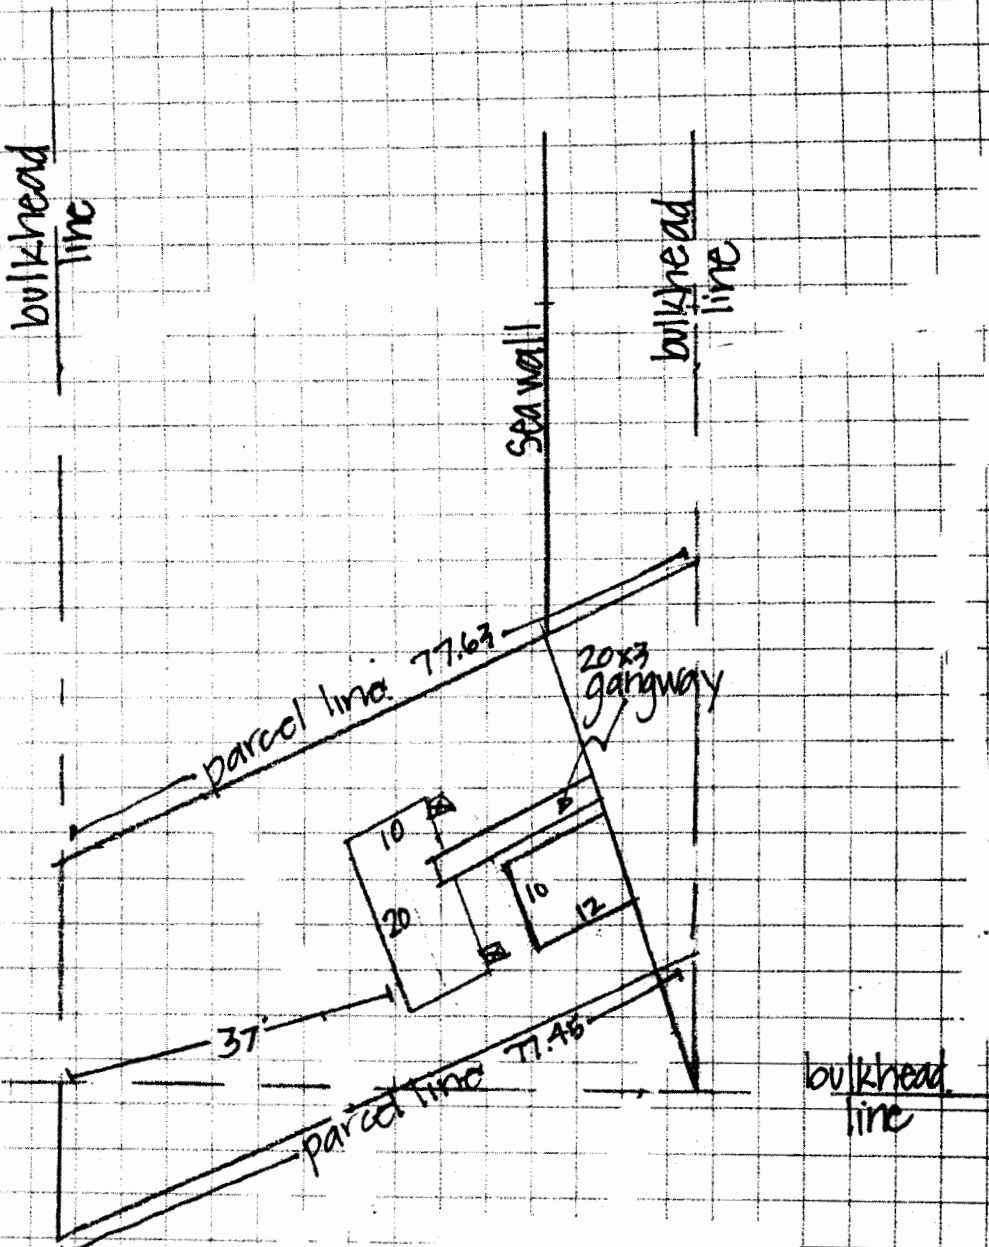 bulkhead
line
bulkhead
line
sea wall
parcel line 77.63
20x3
gangway
10
20
10
12
37'
parcel line 77.45
bulkhead
line